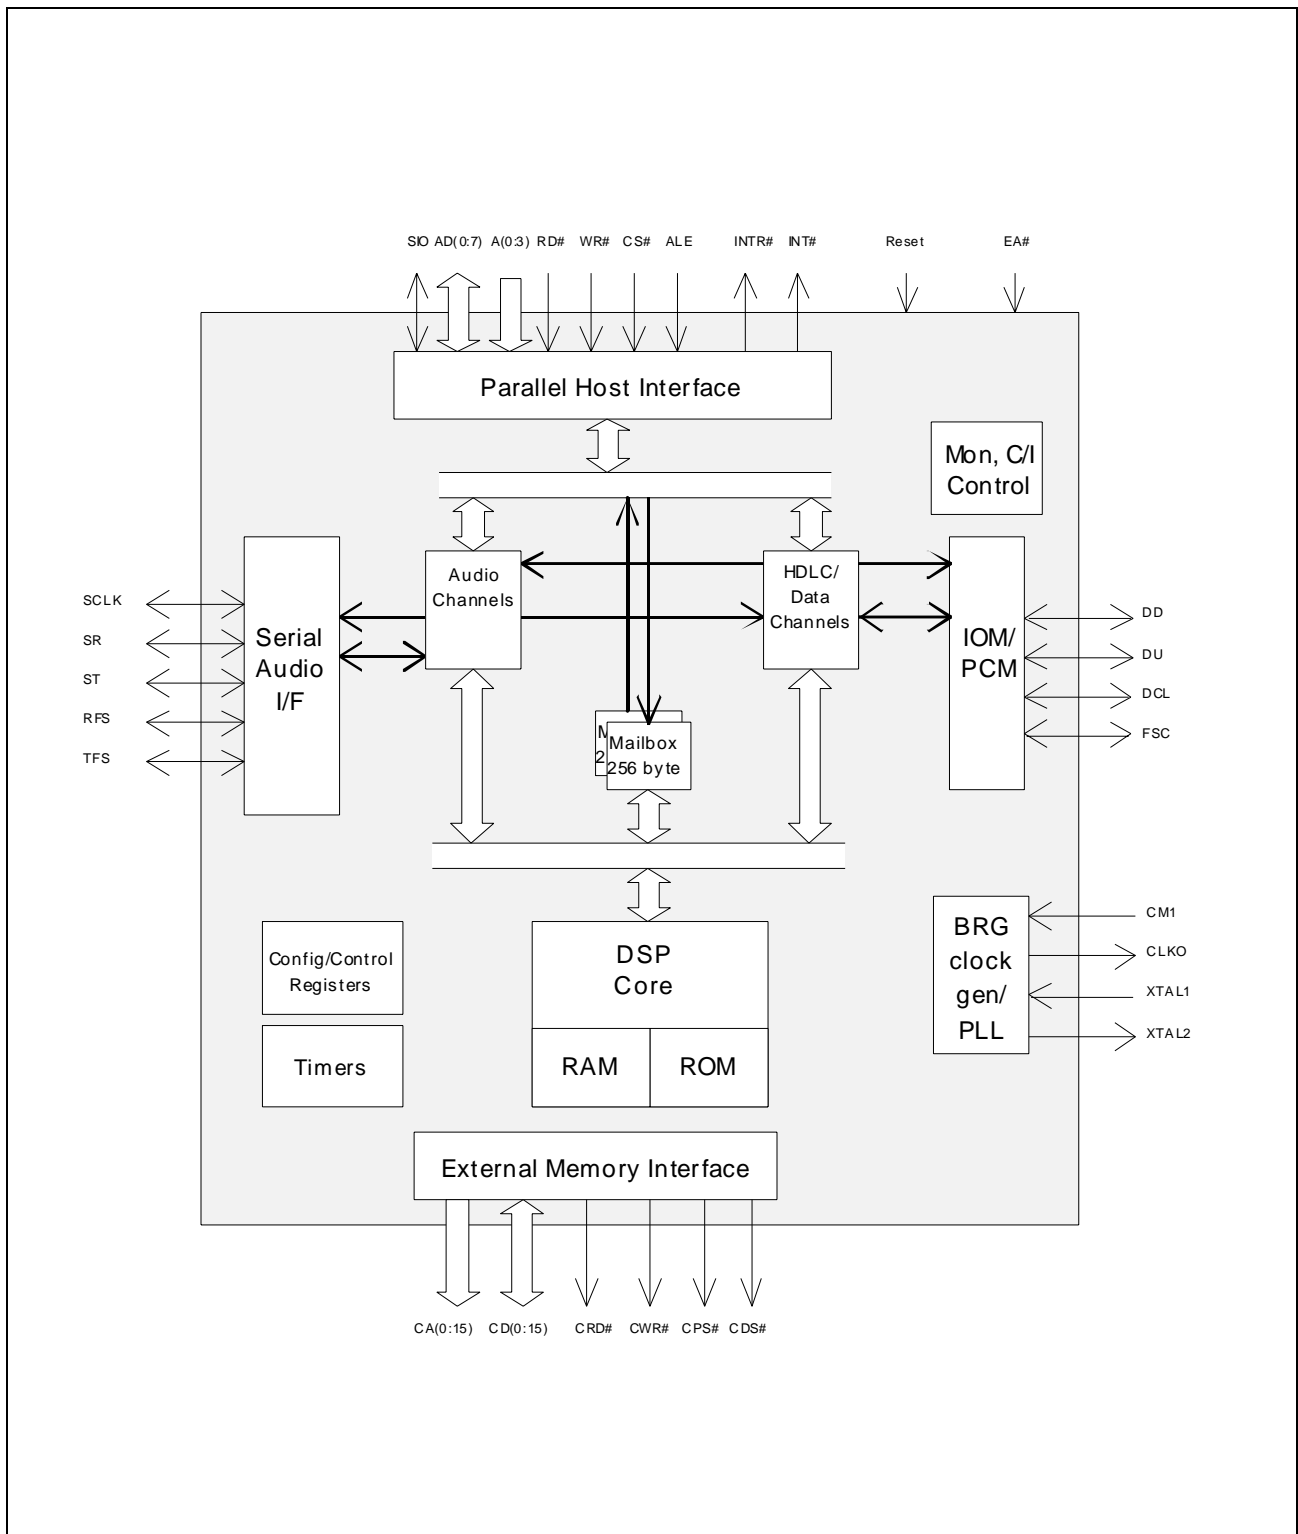 SIO AD(0:7) A(0:3) RD# WR# CS# ALE INTR# INT# Reset EA#
Parallel Host Interface
Mon, C/I
Control
Audio
Channels
HDLC/
Data
Channels
SCLK
SR
ST
RFS
TFS
Serial
Audio
I/F
IOM/
PCM
DD
DU
DCL
FSC
M
2
Mailbox
256 byte
Config/Control
Registers
Timers
DSP
Core
RAM
ROM
BRG
clock
gen/
PLL
CM1
CLKO
XTAL1
XTAL2
External Memory Interface
CA(0:15) CD(0:15) CRD# CWR# CPS# CDS#